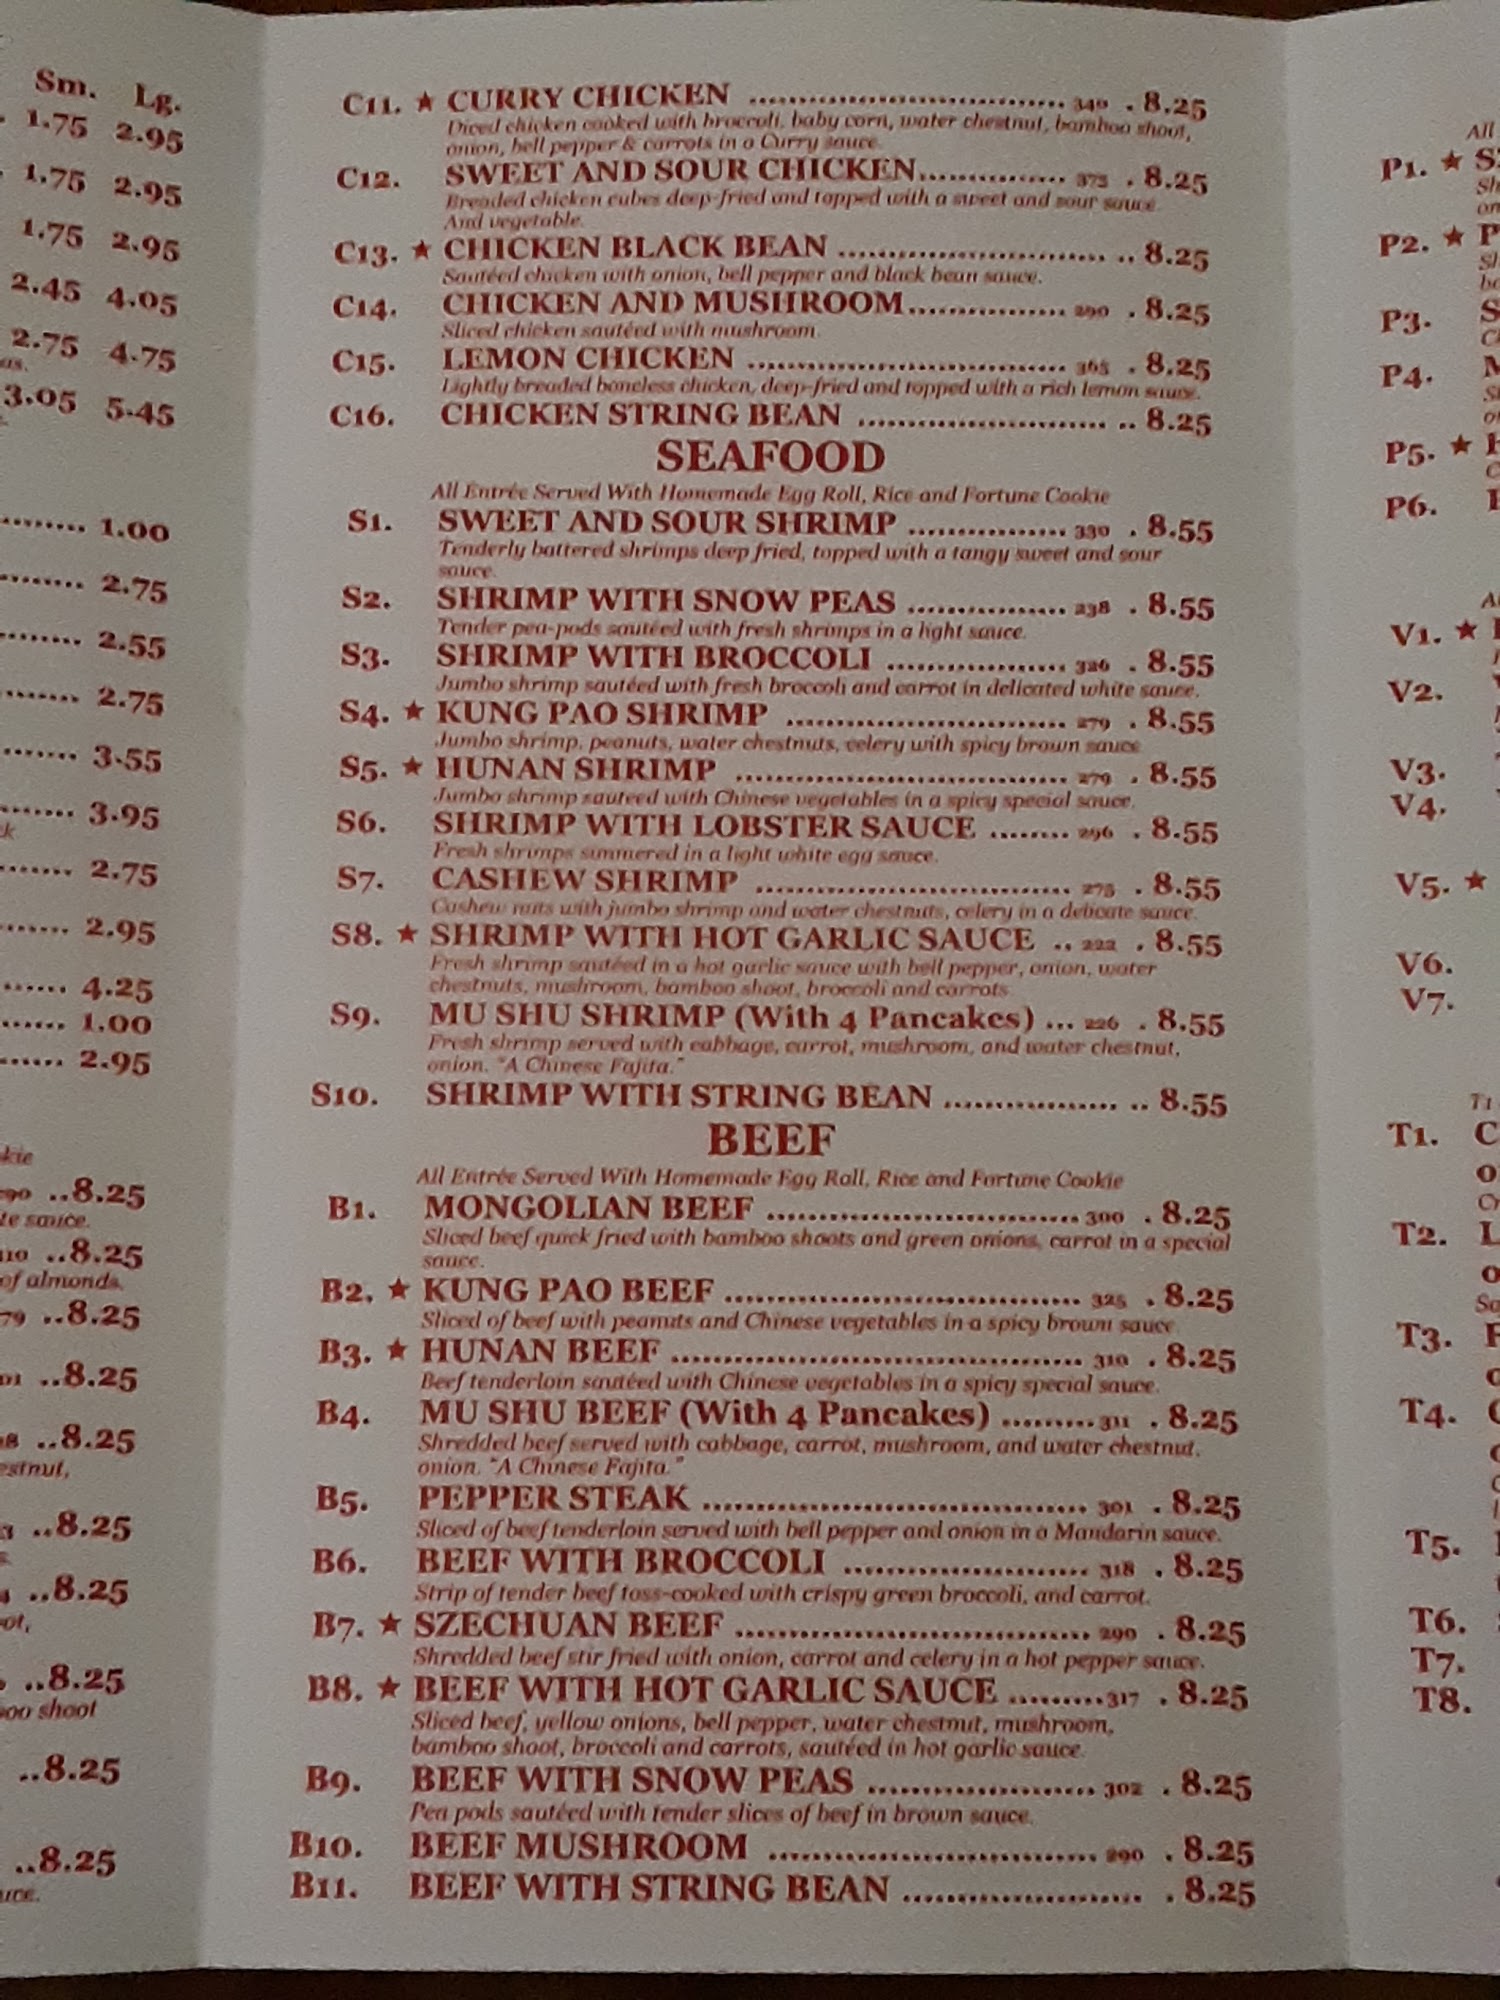 Sm. Lg.
1.75 2.95
1.75 2.95
1.75 2.95
2.45 4.05
2.75 4.75
3.05 5.45
1.00
2.75
2.55
2.75
3.55
3.95
2.75
2.95
4.25
1.00
2.95
..8.25
te sauce.
..8.25
of almonds.
..8.25
..8.25
..8.25
..8.25
..8.25
..8.25
oo shoot
..8.25
..8.25
C11. ★ CURRY CHICKEN ........ 340 . 8.25
Diced chicken cooked with broccoli, baby corn, water chestnut, bamboo shoot,
onion, bell pepper & carrots in a Curry sauce.
C12. SWEET AND SOUR CHICKEN........ 373 . 8.25
Breaded chicken cubes deep-fried and topped with a sweet and sour sauce.
And vegetable.
C13. ★ CHICKEN BLACK BEAN ........ .. 8.25
Sautéed chicken with onion, bell pepper and black bean sauce.
C14. CHICKEN AND MUSHROOM........ 290 . 8.25
Sliced chicken sautéed with mushroom.
C15. LEMON CHICKEN ........ 365 . 8.25
Lightly breaded boneless chicken, deep-fried and topped with a rich lemon sauce.
C16. CHICKEN STRING BEAN ........ .. 8.25
SEAFOOD
All Entrée Served With Homemade Egg Roll, Rice and Fortune Cookie
S1. SWEET AND SOUR SHRIMP ........ 330 . 8.55
Tenderly battered shrimps deep fried, topped with a tangy sweet and sour
sauce.
S2. SHRIMP WITH SNOW PEAS ........ 238 . 8.55
Tender pea-pods sautéed with fresh shrimps in a light sauce.
S3. SHRIMP WITH BROCCOLI ........ 326 . 8.55
Jumbo shrimp sautéed with fresh broccoli and carrot in delicated white sauce.
S4. ★ KUNG PAO SHRIMP ........ 279 . 8.55
Jumbo shrimp, peanuts, water chestnuts, celery with spicy brown sauce
S5. ★ HUNAN SHRIMP ........ 279 . 8.55
Jumbo shrimp sauteed with Chinese vegetables in a spicy special sauce.
S6. SHRIMP WITH LOBSTER SAUCE ........ 296 . 8.55
Fresh shrimps simmered in a light white egg sauce.
S7. CASHEW SHRIMP ........ 275 . 8.55
Cashew nuts with jumbo shrimp and water chestnuts, celery in a delicate sauce.
S8. ★ SHRIMP WITH HOT GARLIC SAUCE .. 222 . 8.55
Fresh shrimp sautéed in a hot garlic sauce with bell pepper, onion, water
chestnuts, mushroom, bamboo shoot, broccoli and carrots
S9. MU SHU SHRIMP (With 4 Pancakes) ... 226 . 8.55
Fresh shrimp served with cabbage, carrot, mushroom, and water chestnut,
onion. "A Chinese Fajita."
S10. SHRIMP WITH STRING BEAN ........ .. 8.55
BEEF
All Entrée Served With Homemade Egg Roll, Rice and Fortune Cookie
B1. MONGOLIAN BEEF ........ 300 . 8.25
Sliced beef quick fried with bamboo shoots and green onions, carrot in a special
sauce.
B2. ★ KUNG PAO BEEF ........ 325 . 8.25
Sliced of beef with peanuts and Chinese vegetables in a spicy brown sauce
B3. ★ HUNAN BEEF ........ 310 . 8.25
Beef tenderloin sautéed with Chinese vegetables in a spicy special sauce.
B4. MU SHU BEEF (With 4 Pancakes) ........ 311 . 8.25
Shredded beef served with cabbage, carrot, mushroom, and water chestnut,
onion. "A Chinese Fajita."
B5. PEPPER STEAK ........ 301 . 8.25
Sliced of beef tenderloin served with bell pepper and onion in a Mandarin sauce.
B6. BEEF WITH BROCCOLI ........ 318 . 8.25
Strip of tender beef toss-cooked with crispy green broccoli, and carrot.
B7. ★ SZECHUAN BEEF ........ 290 . 8.25
Shredded beef stir fried with onion, carrot and celery in a hot pepper sauce.
B8. ★ BEEF WITH HOT GARLIC SAUCE ........ 317 . 8.25
Sliced beef, yellow onions, bell pepper, water chestnut, mushroom,
bamboo shoot, broccoli and carrots, sautéed in hot garlic sauce.
B9. BEEF WITH SNOW PEAS ........ 302 . 8.25
Pea pods sautéed with tender slices of beef in brown sauce.
B10. BEEF MUSHROOM ........ 290 . 8.25
B11. BEEF WITH STRING BEAN ........ . 8.25
All
P1. ★
P2. ★
P3.
P4.
P5. ★
P6.
V1. ★
V2.
V3.
V4.
V5. ★
V6.
V7.
T1
T1.
T2.
T3.
T4.
T5.
T6.
T7.
T8.